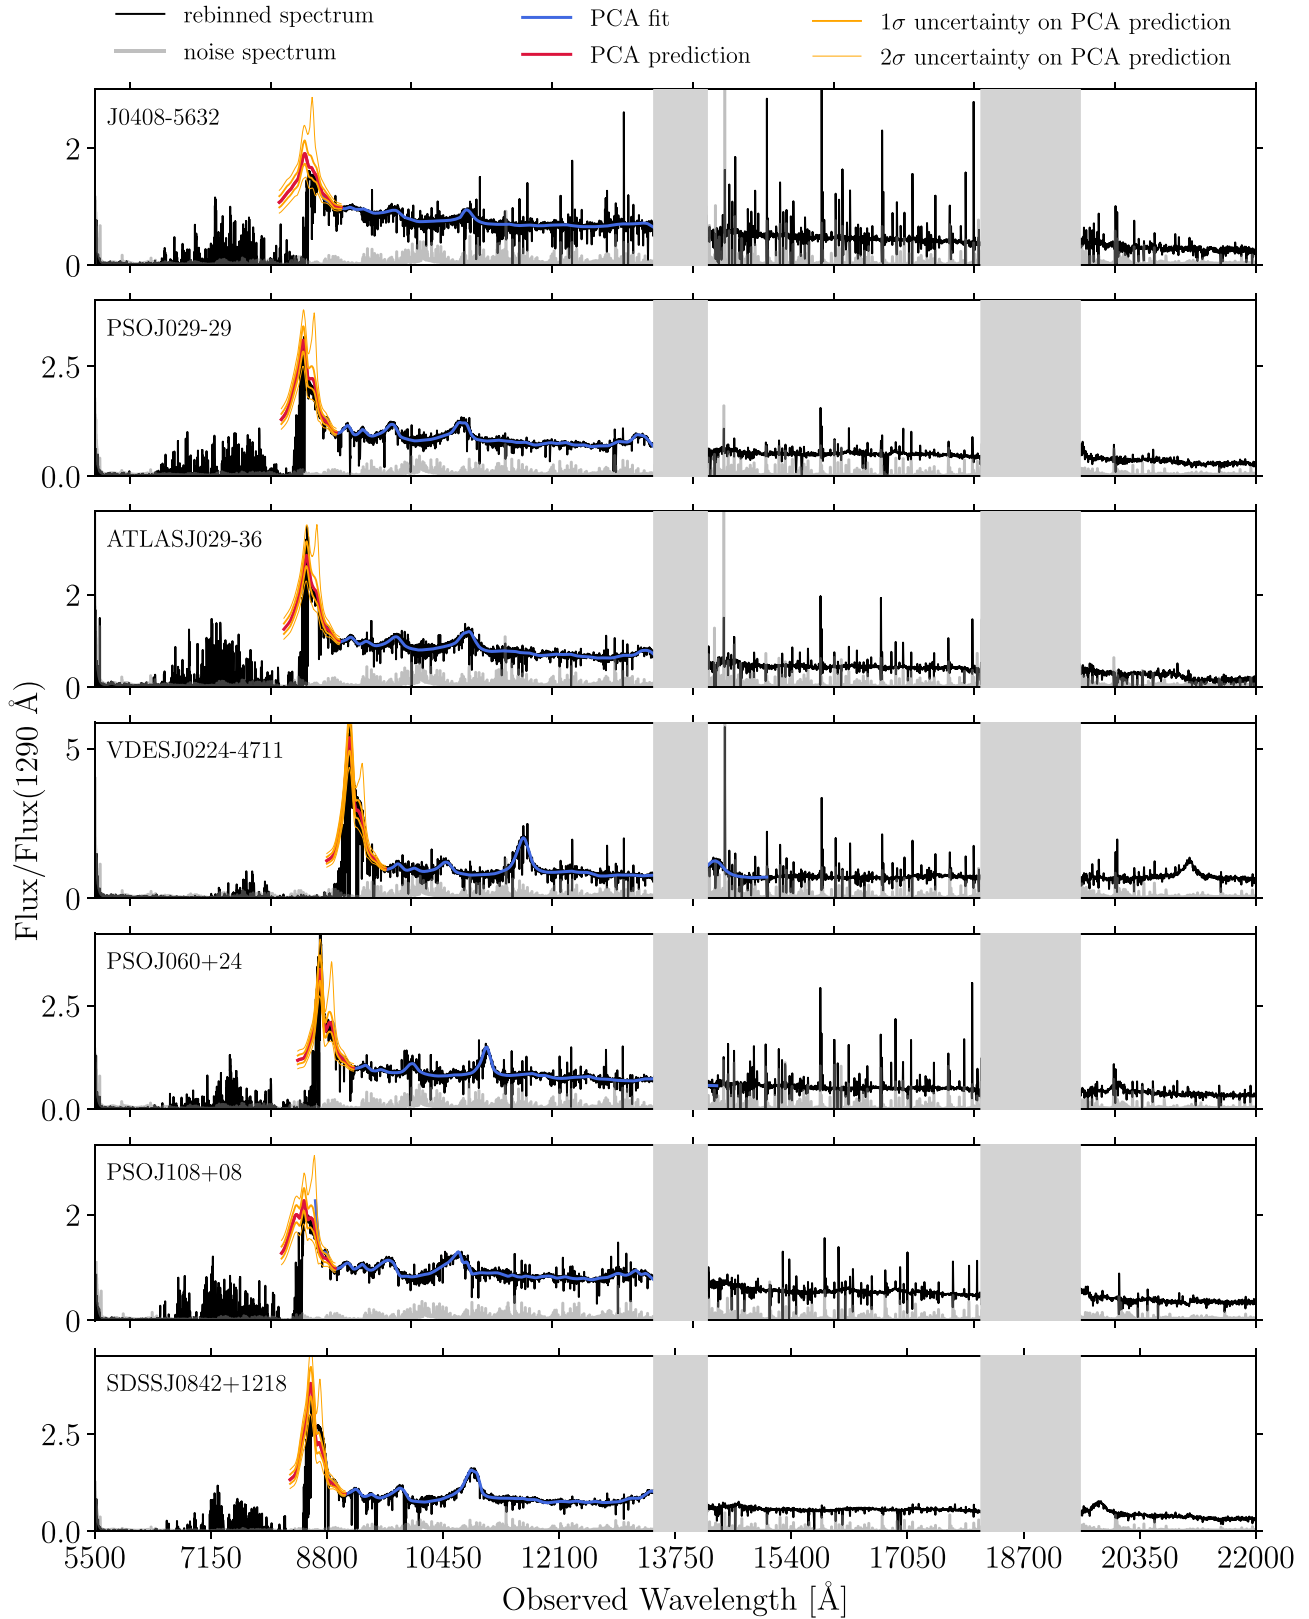 rebinned spectrum
noise spectrum
PCA fit
PCA prediction
1σ uncertainty on PCA prediction
2σ uncertainty on PCA prediction
J0408-5632
2
0
PSOJ029-29
2.5
0.0
ATLASJ029-36
2
0
VDESJ0224-4711
5
0
PSOJ060+24
2.5
0.0
PSOJ108+08
2
0
SDSSJ0842+1218
2.5
0.0
5500 7150 8800 10450 12100 13750 15400 17050 18700 20350 22000
Observed Wavelength [Å]
Flux/Flux(1290 Å)